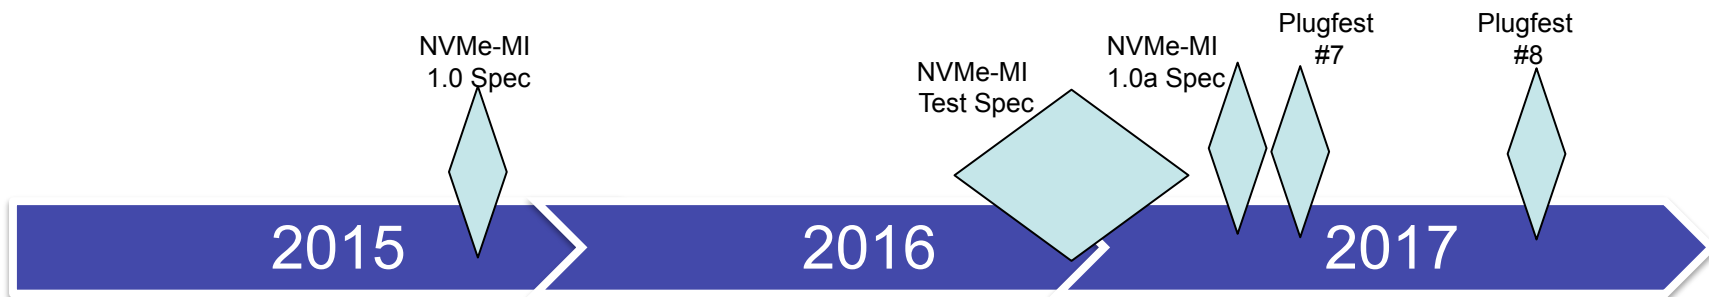 NVMe-MI
1.0 Spec
NVMe-MI
Test Spec
NVMe-MI
1.0a Spec
Plugfest
#7
Plugfest
#8
2015
2016
2017